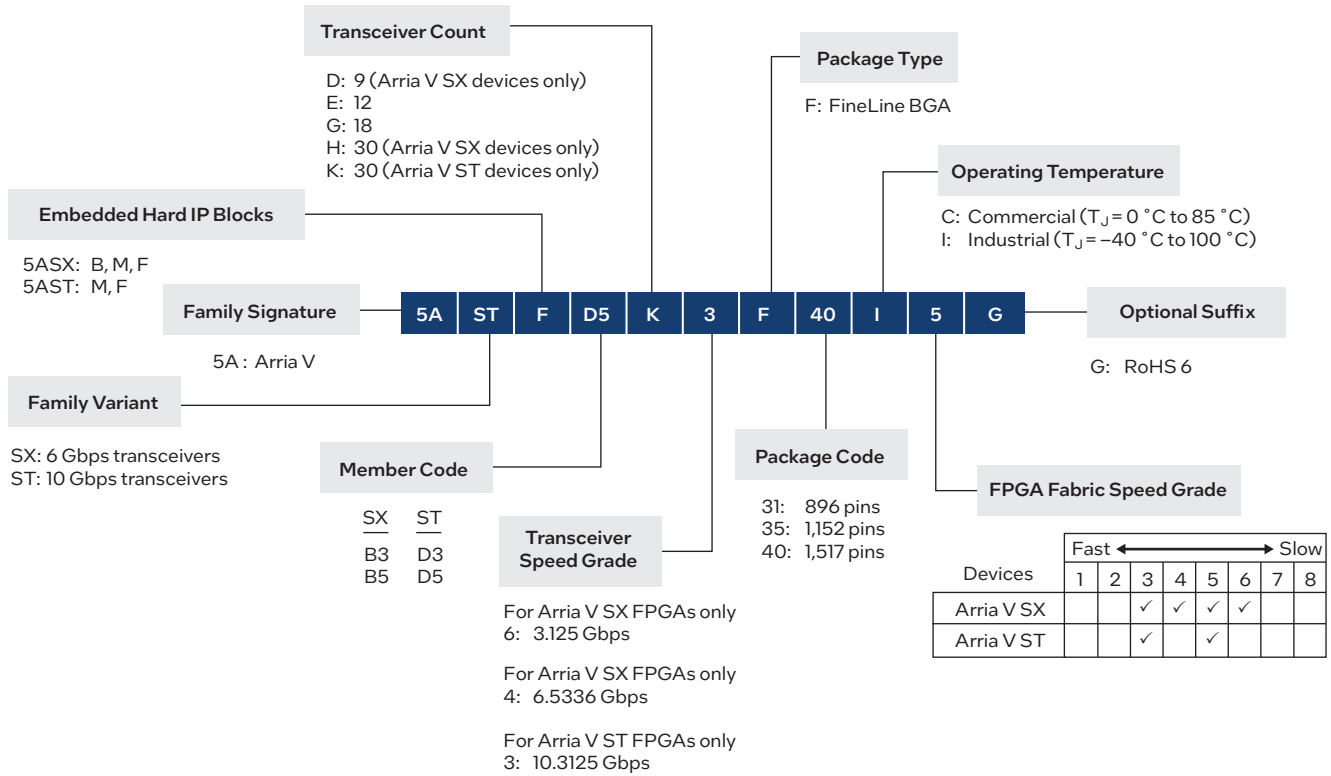 Transceiver Count
D: 9 (Arria V SX devices only)
E: 12
G: 18
H: 30 (Arria V SX devices only)
K: 30 (Arria V ST devices only)
Package Type
F: FineLine BGA
Operating Temperature
C: Commercial (TJ = 0 ˚C to 85 ˚C)
I: Industrial (TJ = –40 ˚C to 100 ˚C)
Embedded Hard IP Blocks
5ASX: B, M, F
5AST: M, F
Family Signature
5A : Arria V
5A ST F D5 K 3 F 40 I 5 G
Optional Suffix
G: RoHS 6
Family Variant
SX: 6 Gbps transceivers
ST: 10 Gbps transceivers
Member Code
SX ST
B3 D3
B5 D5
Transceiver
Speed Grade
For Arria V SX FPGAs only
6: 3.125 Gbps
For Arria V SX FPGAs only
4: 6.5336 Gbps
For Arria V ST FPGAs only
3: 10.3125 Gbps
Package Code
31: 896 pins
35: 1,152 pins
40: 1,517 pins
FPGA Fabric Speed Grade
Fast Slow
Devices 1 2 3 4 5 6 7 8
Arria V SX ✓ ✓ ✓ ✓
Arria V ST ✓ ✓